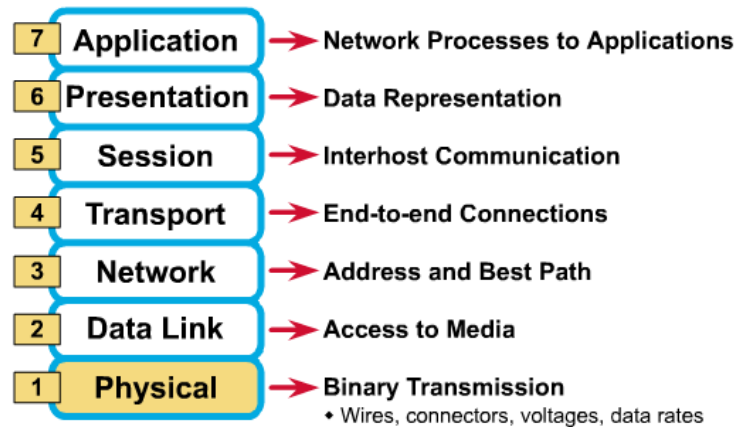 7 Application Network Processes to Applications
6 Presentation Data Representation
5 Session Interhost Communication
4 Transport End-to-end Connections
3 Network Address and Best Path
2 Data Link Access to Media
1 Physical Binary Transmission
• Wires, connectors, voltages, data rates